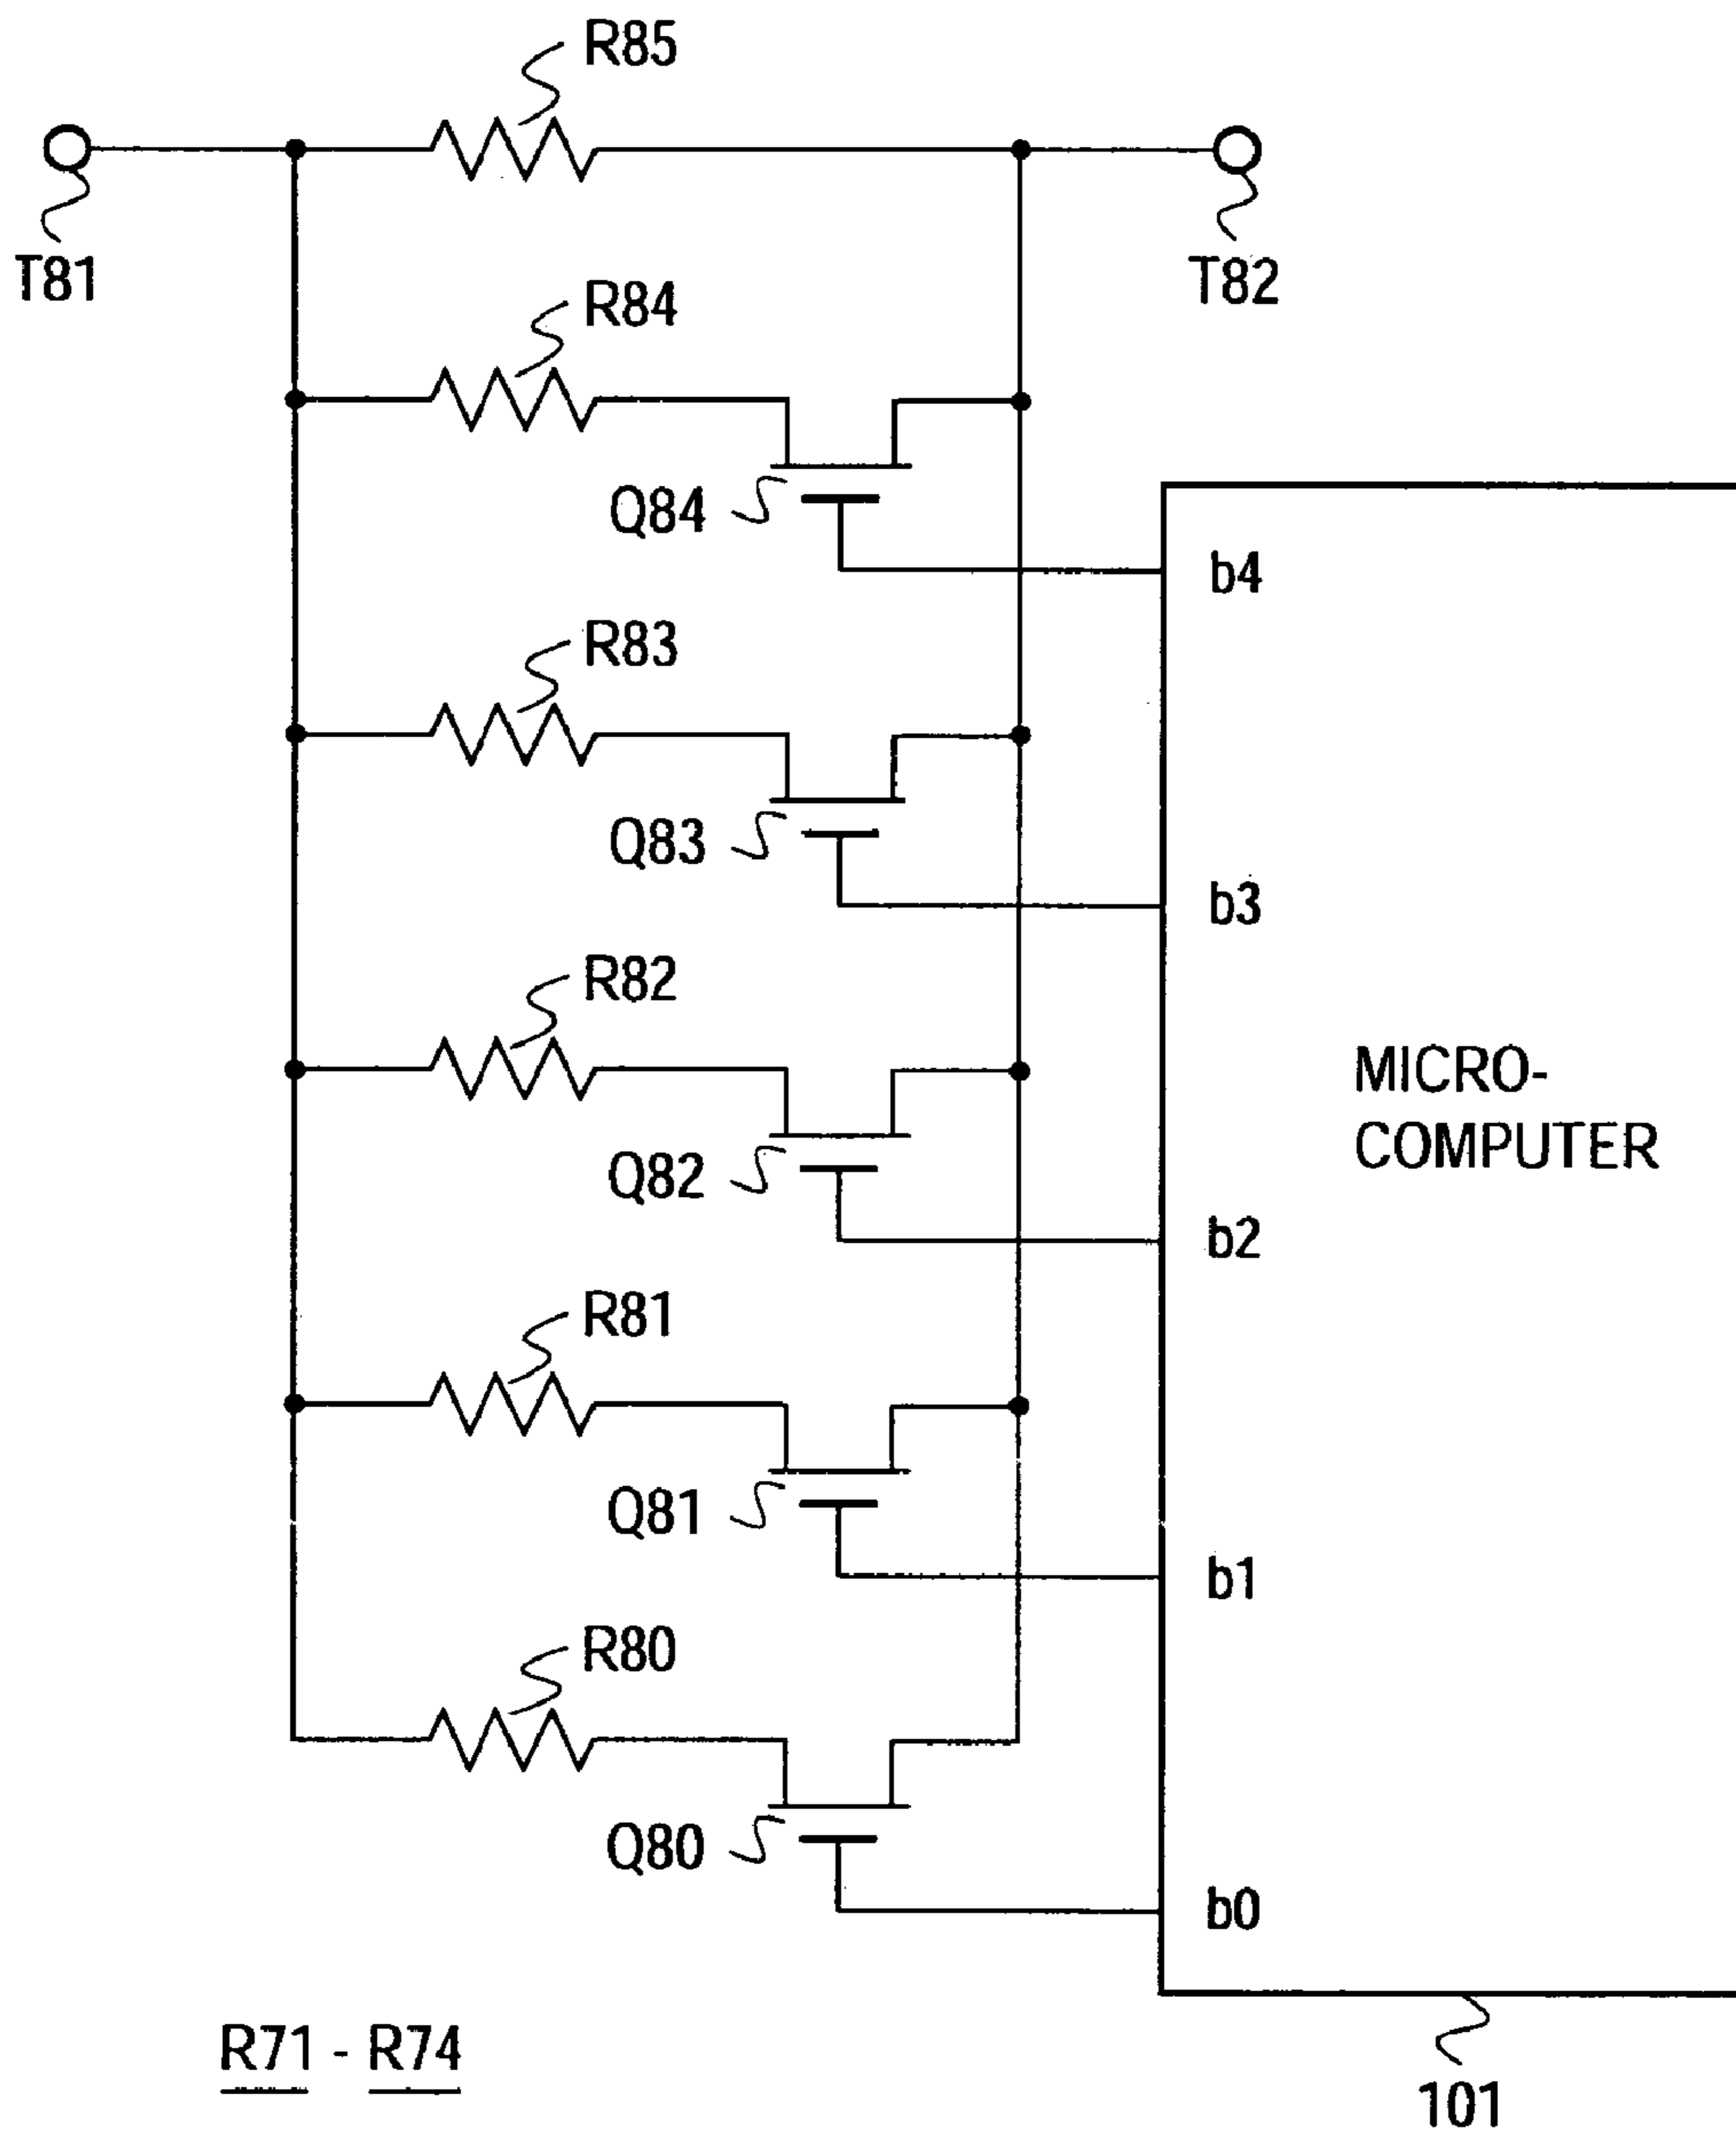 R85
T81
T82
R84
Q84
b4
R83
Q83
b3
R82
MICRO-
COMPUTER
Q82
b2
R81
Q81
b1
R80
Q80
b0
R71 - R74
101